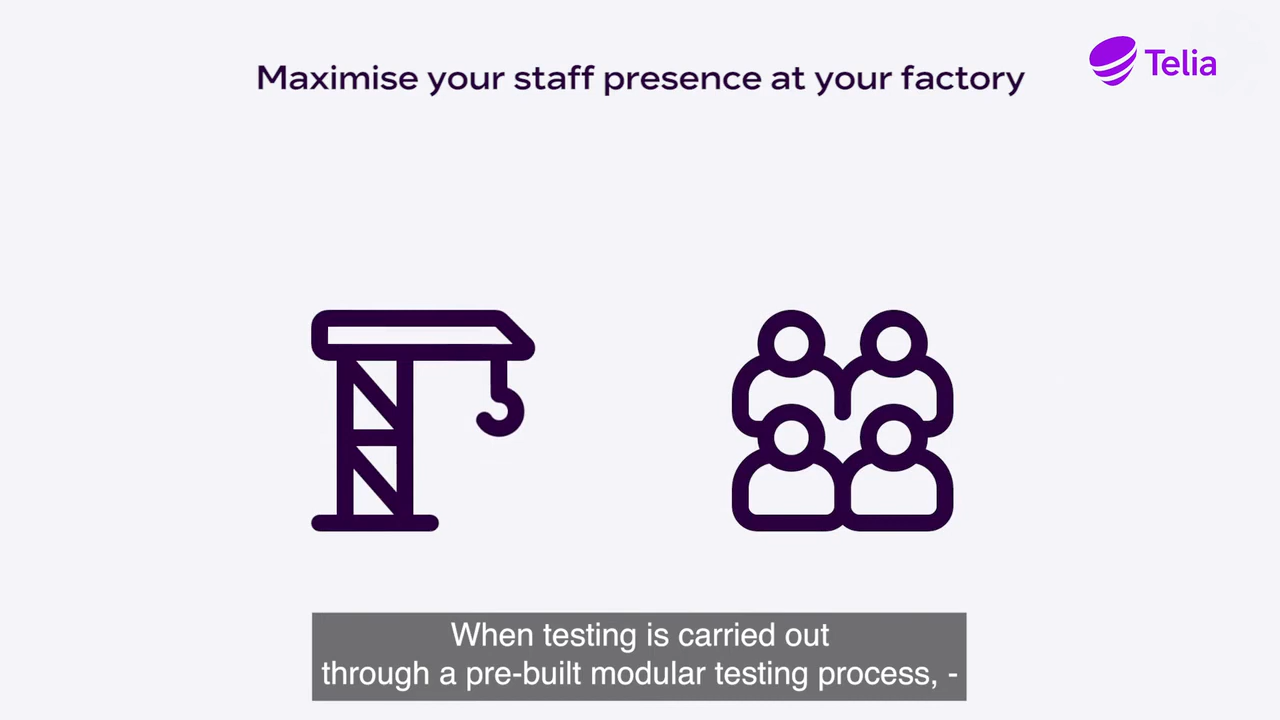 Maximise your staff presence at your factory
Telia
When testing is carried out
through a pre-built modular testing process, -